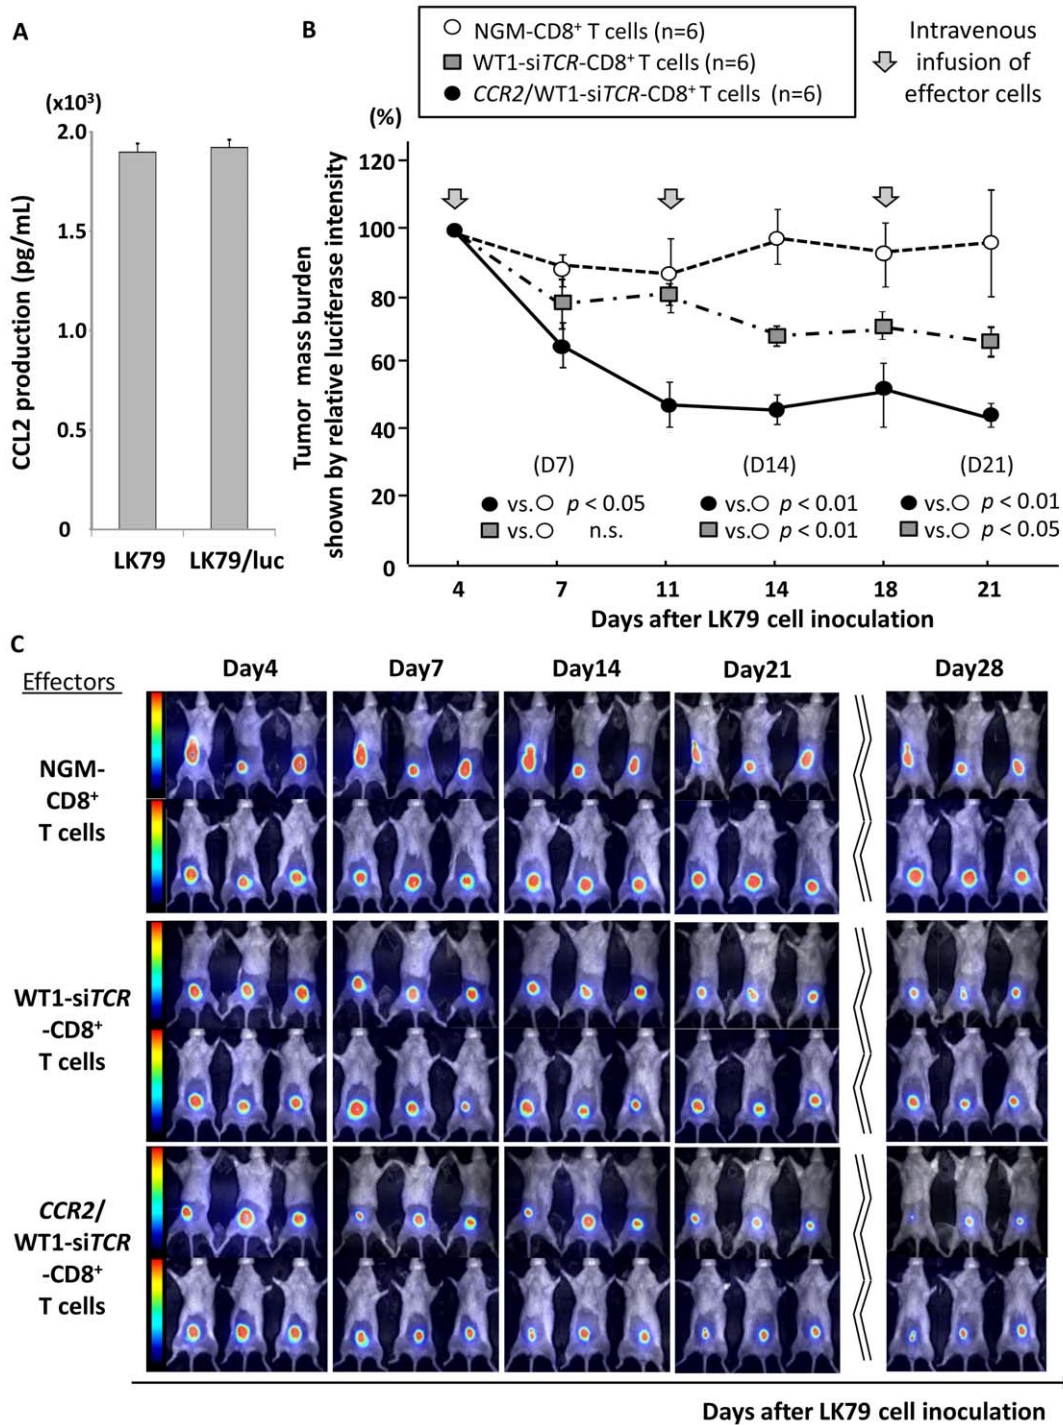 A
(x10³)
2.0
1.5
1.0
0.5
0
CCL2 production (pg/mL)
LK79 LK79/luc
B
NGM-CD8⁺ T cells (n=6)
WT1-siTCR-CD8⁺ T cells (n=6)
CCR2/WT1-siTCR-CD8⁺ T cells (n=6)
Intravenous
infusion of
effector cells
(%)
120
100
80
60
40
20
0
Tumor mass burden
shown by relative luciferase intensity
(D7) (D14) (D21)
vs. p < 0.05 vs. p < 0.01 vs. p < 0.01
vs. n.s. vs. p < 0.01 vs. p < 0.05
4 7 11 14 18 21
Days after LK79 cell inoculation
C
Effectors
Day4 Day7 Day14 Day21 Day28
NGM-
CD8⁺
T cells
WT1-siTCR
-CD8⁺
T cells
CCR2/
WT1-siTCR
-CD8⁺
T cells
Days after LK79 cell inoculation